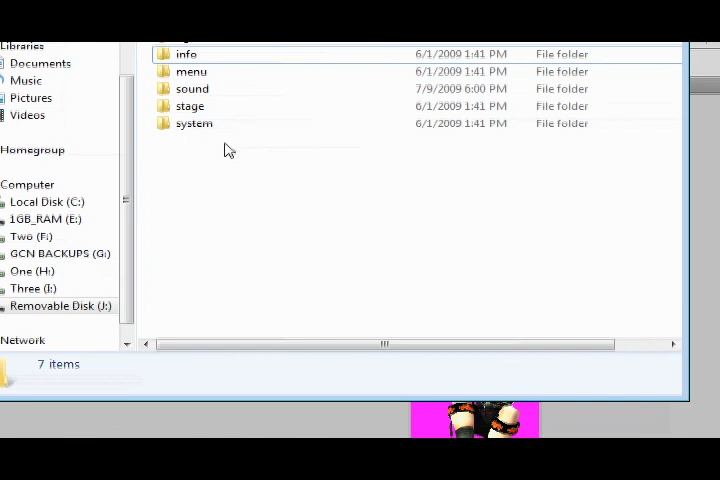 Libraries
Documents
Music
Pictures
Videos
Homegroup
Computer
Local Disk (C:)
1GB_RAM (E:)
Two (F:)
GCN BACKUPS (G:)
One (H:)
Three (I:)
Removable Disk (J:)
Network
info 6/1/2009 1:41 PM File folder
menu 6/1/2009 1:41 PM File folder
sound 7/9/2009 6:00 PM File folder
stage 6/1/2009 1:41 PM File folder
system 6/1/2009 1:41 PM File folder
7 items